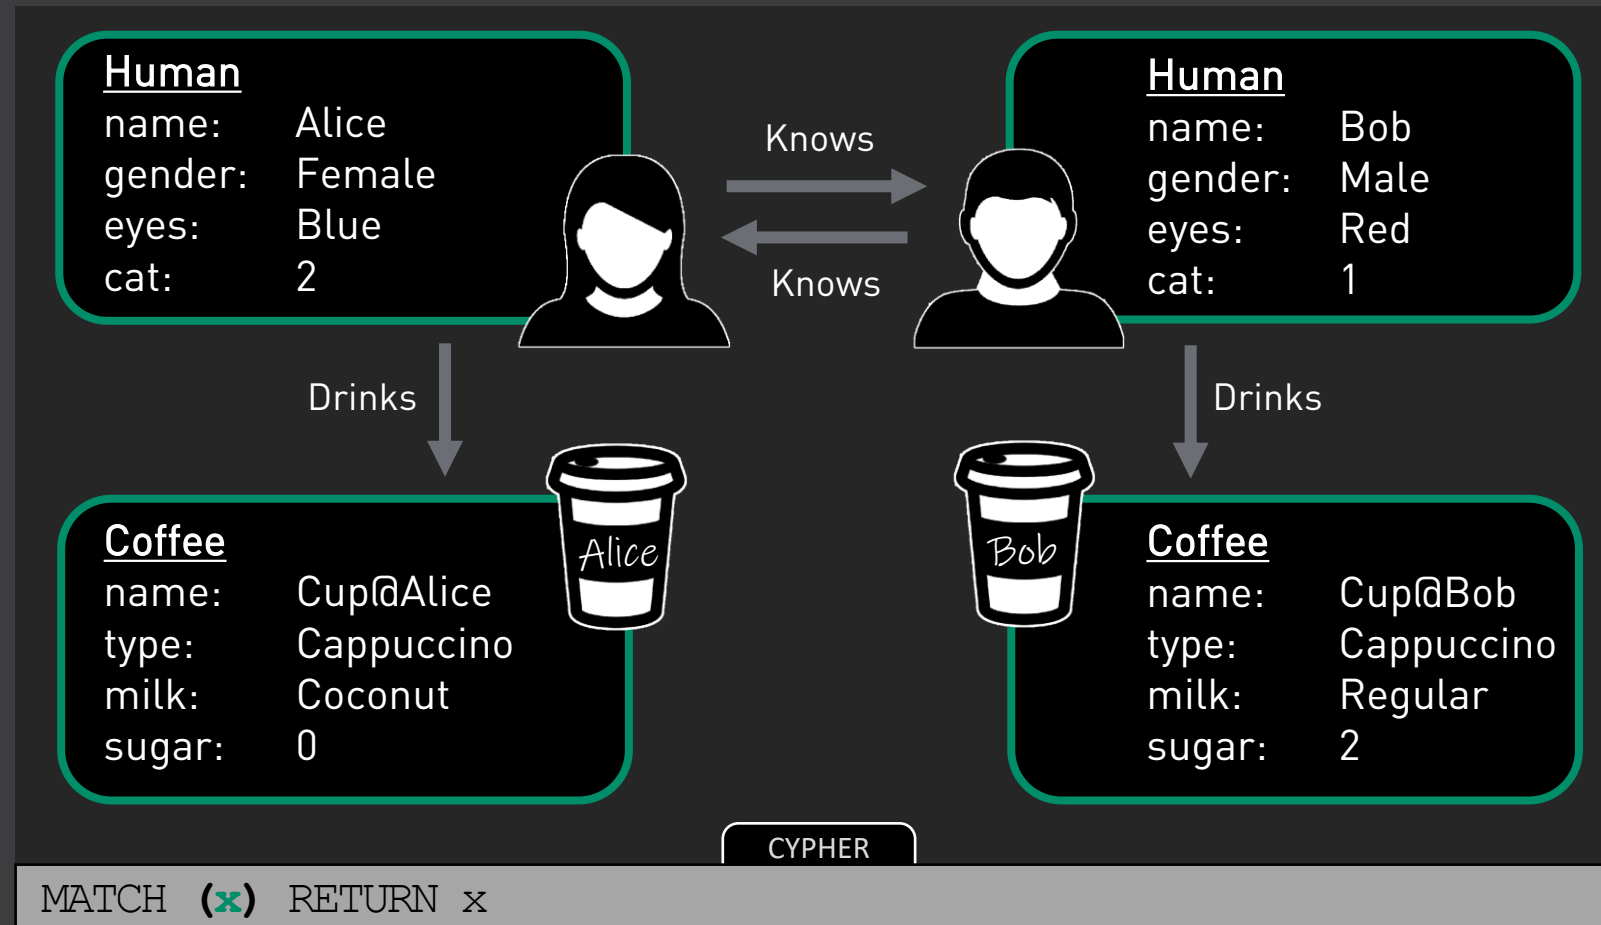 Human
name: Alice
gender: Female
eyes: Blue
cat: 2
Knows
Knows
Human
name: Bob
gender: Male
eyes: Red
cat: 1
Drinks
Drinks
Coffee
name: Cup@Alice
type: Cappuccino
milk: Coconut
sugar: 0
Alice
Bob
Coffee
name: Cup@Bob
type: Cappuccino
milk: Regular
sugar: 2
CYPHER
MATCH (x) RETURN x